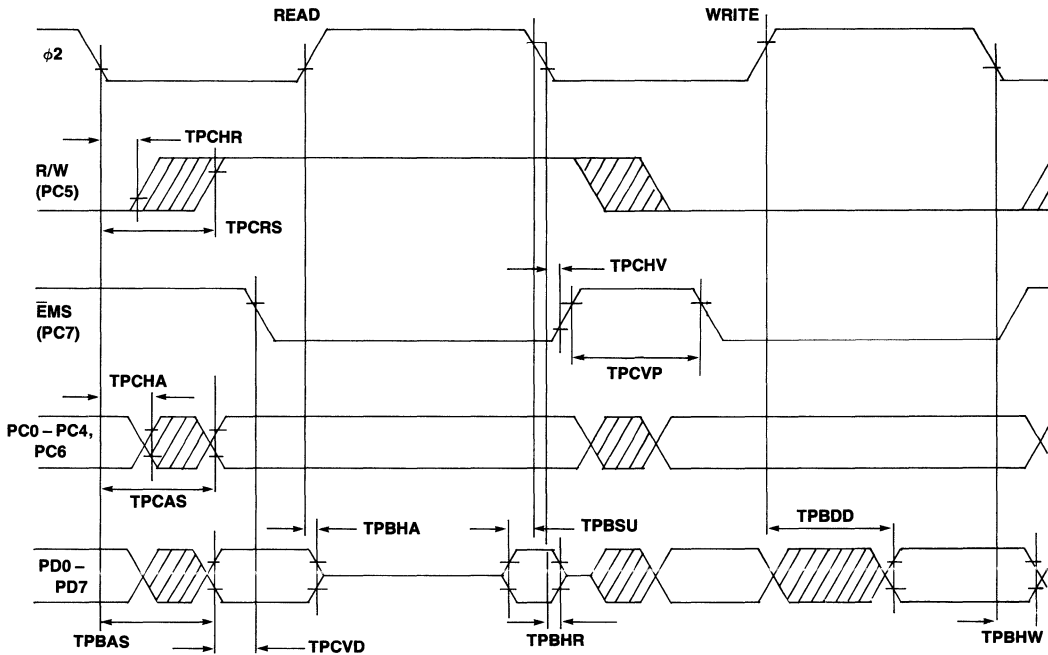 READ
WRITE
ϕ2
TPCHR
R/W
(PC5)
TPCRS
TPCHV
E̅MS
(PC7)
TPCVP
TPCHA
PC0 – PC4,
PC6
TPCAS
TPBHA
TPBSU
TPBDD
PD0 –
PD7
TPBAS
TPCVD
TPBHR
TPBHW